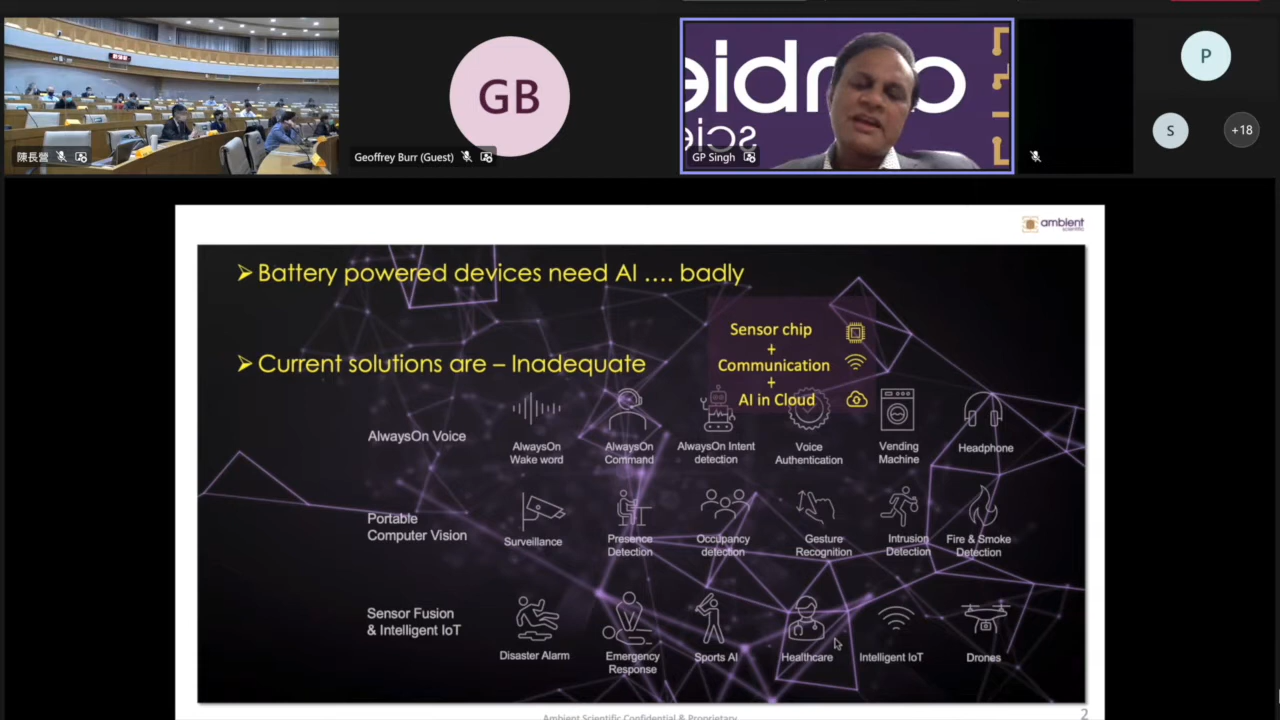 GB
P
S
+18
陳長營
Geoffrey Burr (Guest)
GP Singh
ambient
scientific
➢Battery powered devices need AI .... badly
➢Current solutions are – Inadequate
Sensor chip
+
Communication
+
AI in Cloud
AlwaysOn Voice
AlwaysOn
Wake word
AlwaysOn
Command
AlwaysOn Intent
detection
Voice
Authentication
Vending
Machine
Headphone
Portable
Computer Vision
Surveillance
Presence
Detection
Occupancy
detection
Gesture
Recognition
Intrusion
Detection
Fire & Smoke
Detection
Sensor Fusion
& Intelligent IoT
Disaster Alarm
Emergency
Response
Sports AI
Healthcare
Intelligent IoT
Drones
Ambient Scientific Confidential & Proprietary
2